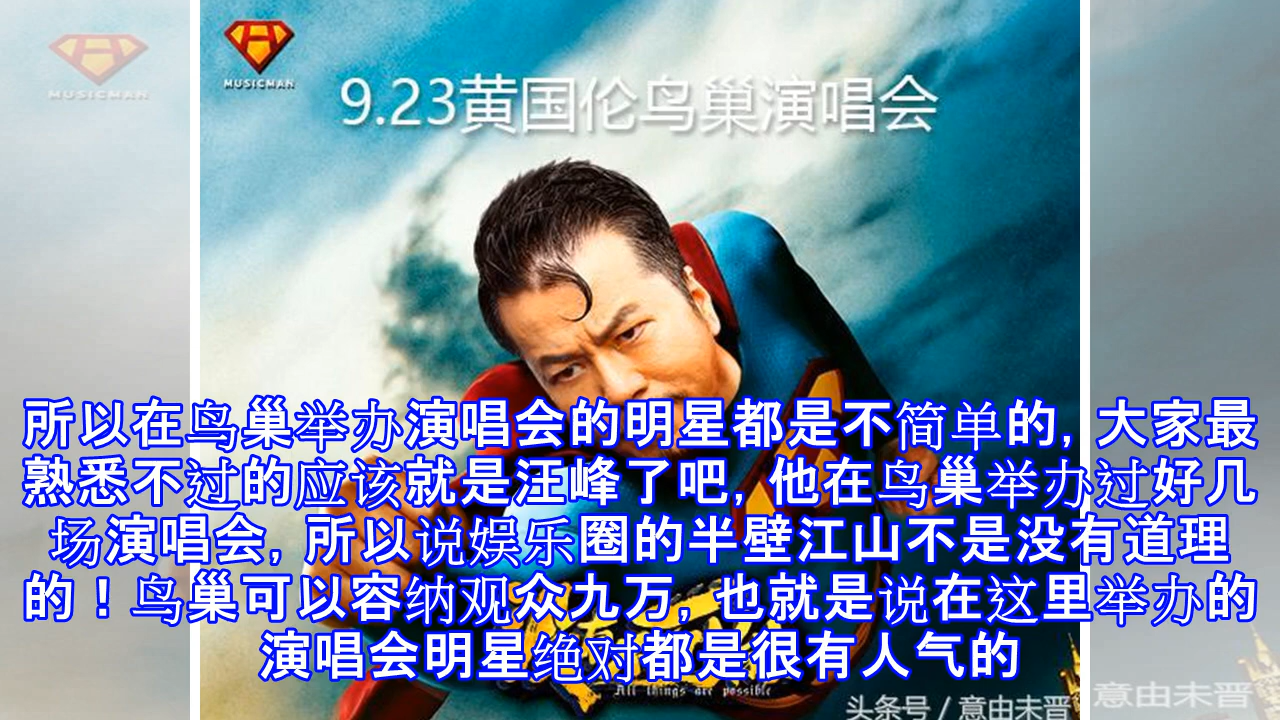 MUSICMAN
MUSICMAN
9.23黄国伦鸟巢演唱会
所以在鸟巢举办演唱会的明星都是不简单的,大家最
熟悉不过的应该就是汪峰了吧,他在鸟巢举办过好几
场演唱会,所以说娱乐圈的半壁江山不是没有道理
的！鸟巢可以容纳观众九万,也就是说在这里举办的
演唱会明星绝对都是很有人气的
All things are possible
头条号 / 意由未晋
意由未晋